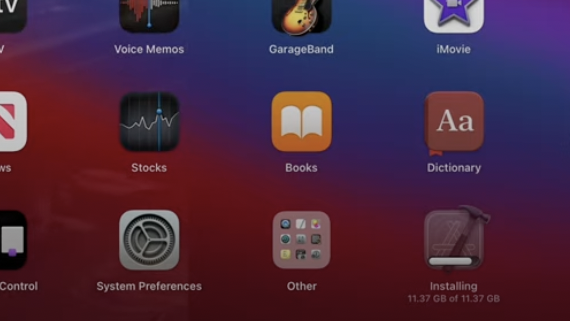 tv
Voice Memos
GarageBand
iMovie
Aa
ws
Stocks
Books
Dictionary
Control
System Preferences
Other
Installing
11.37 GB of 11.37 GB